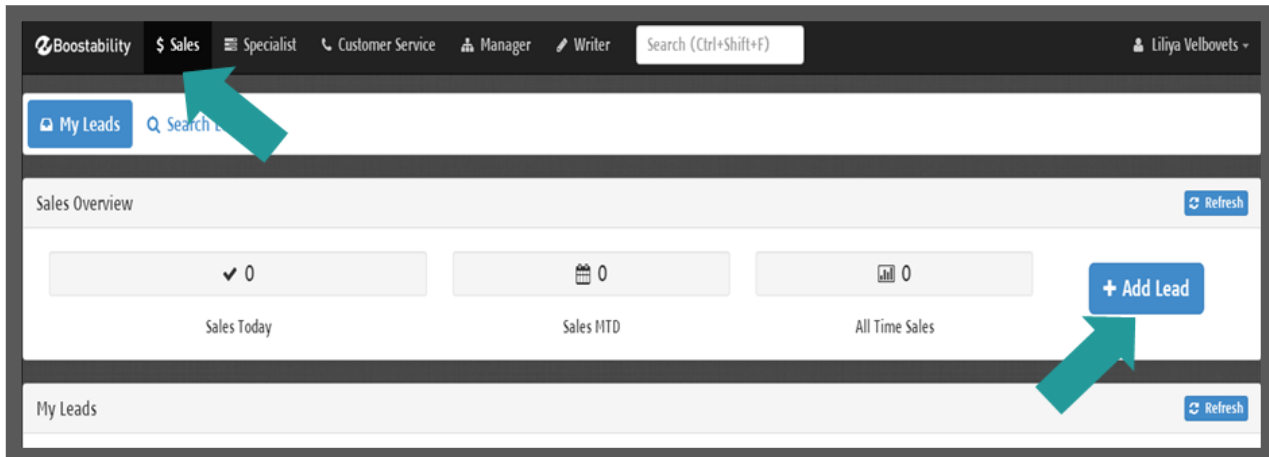 Boostability $ Sales Specialist Customer Service Manager Writer Search (Ctrl+Shift+F) Liliya Velbovets
My Leads Search
Sales Overview Refresh
0 0 0 + Add Lead
Sales Today Sales MTD All Time Sales
My Leads Refresh